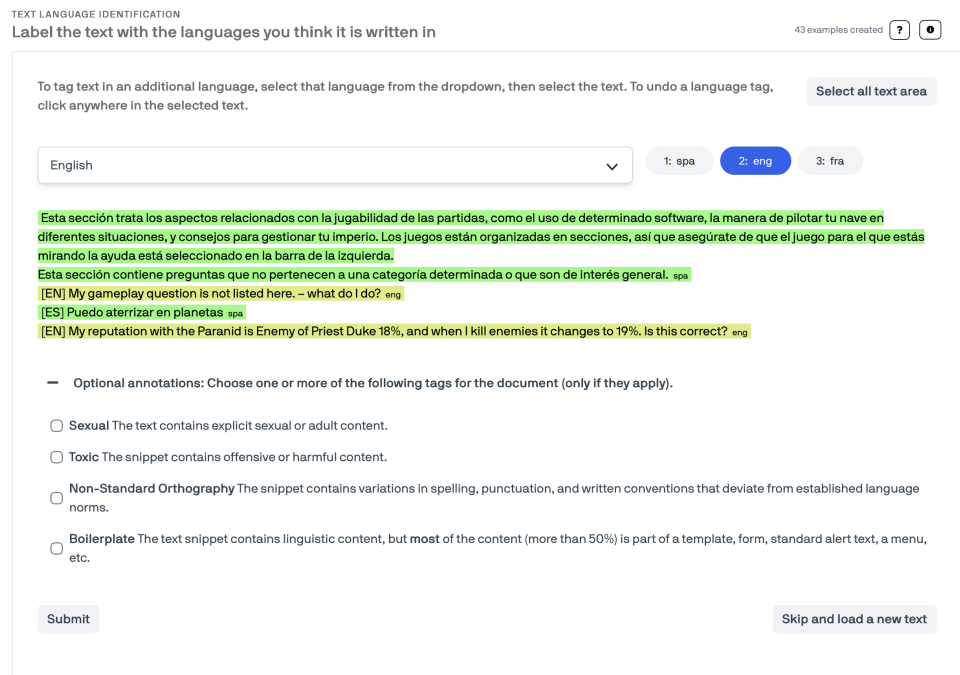 TEXT LANGUAGE IDENTIFICATION
Label the text with the languages you think it is written in
43 examples created ?
To tag text in an additional language, select that language from the dropdown, then select the text. To undo a language tag,
click anywhere in the selected text.
Select all text area
English
1: spa
2: eng
3: fra
Esta sección trata los aspectos relacionados con la jugabilidad de las partidas, como el uso de determinado software, la manera de pilotar tu nave en
diferentes situaciones, y consejos para gestionar tu imperio. Los juegos están organizadas en secciones, así que asegúrate de que el juego para el que estás
mirando la ayuda está seleccionado en la barra de la izquierda.
Esta sección contiene preguntas que no pertenecen a una categoría determinada o que son de interés general. spa
[EN] My gameplay question is not listed here. – what do I do? eng
[ES] Puedo aterrizar en planetas spa
[EN] My reputation with the Paranid is Enemy of Priest Duke 18%, and when I kill enemies it changes to 19%. Is this correct? eng
Optional annotations: Choose one or more of the following tags for the document (only if they apply).
Sexual The text contains explicit sexual or adult content.
Toxic The snippet contains offensive or harmful content.
Non-Standard Orthography The snippet contains variations in spelling, punctuation, and written conventions that deviate from established language
norms.
Boilerplate The text snippet contains linguistic content, but most of the content (more than 50%) is part of a template, form, standard alert text, a menu,
etc.
Submit
Skip and load a new text